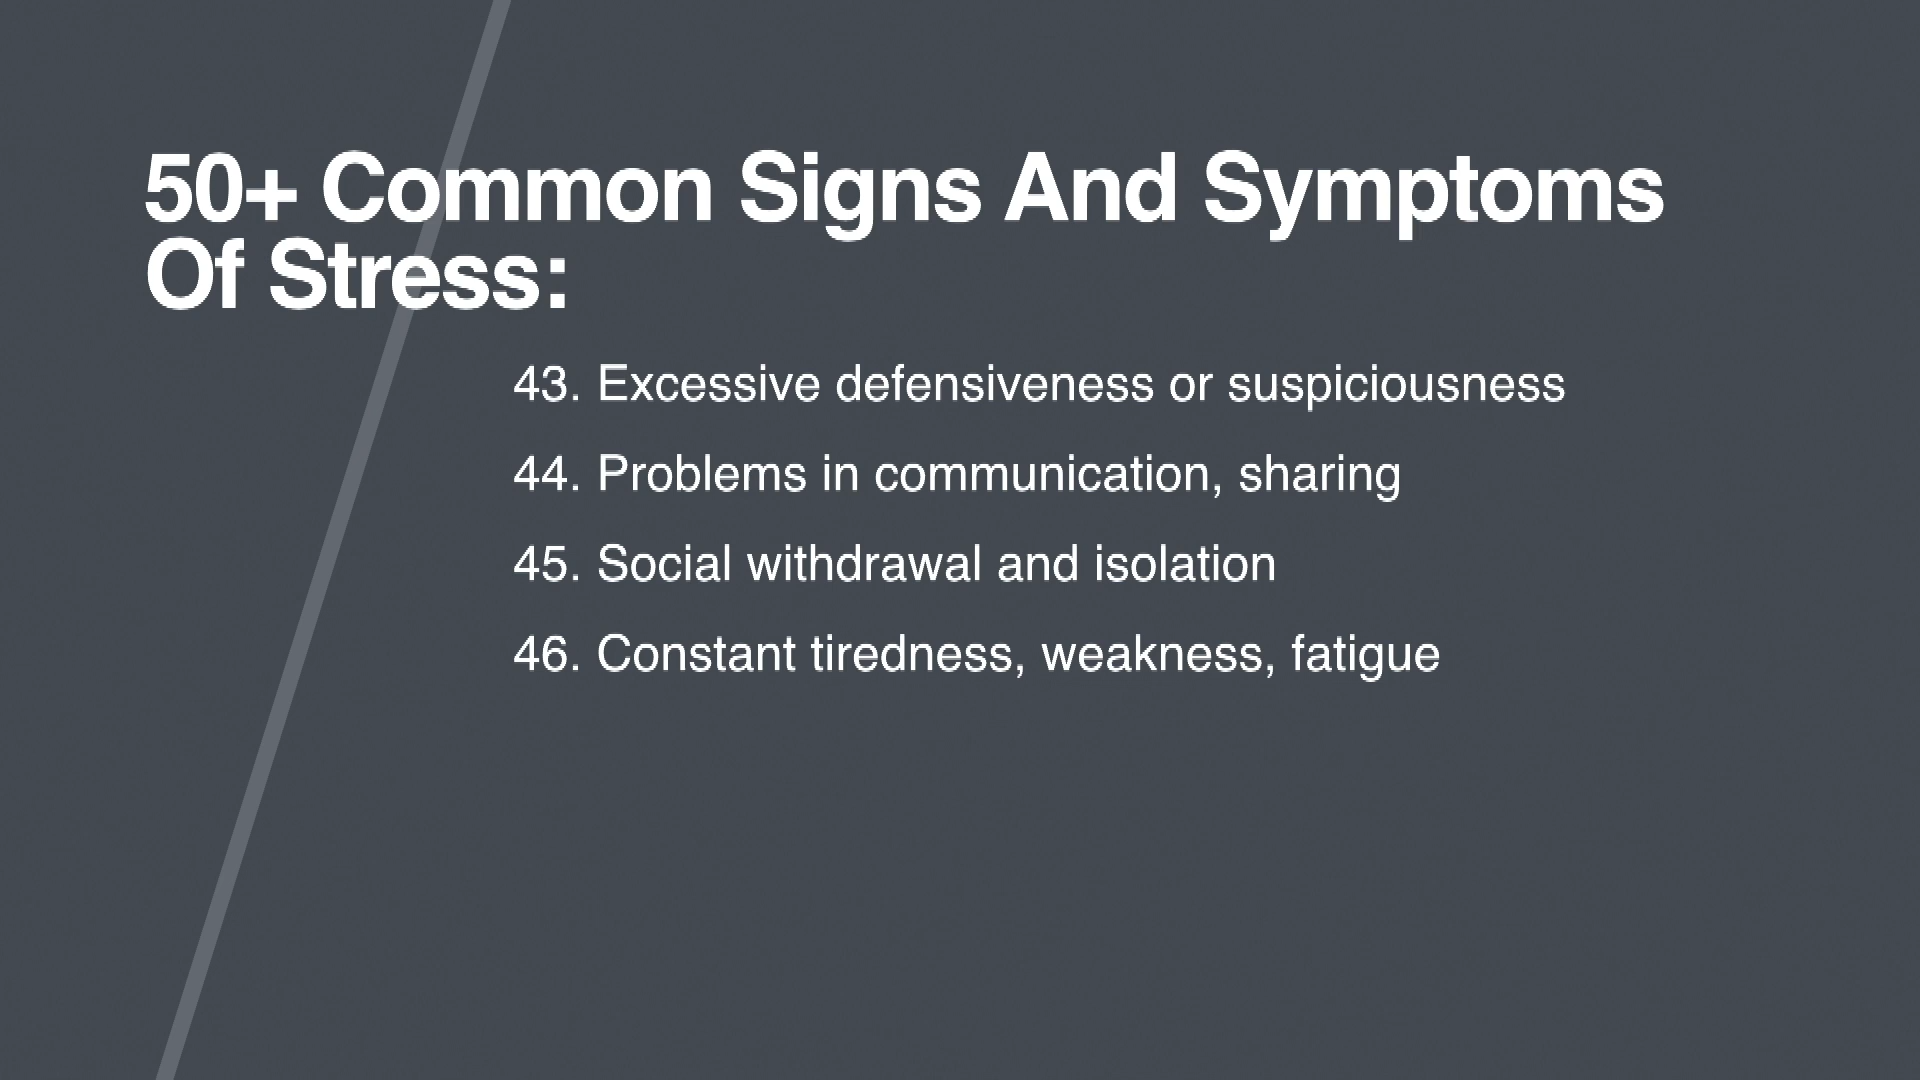 50+ Common Signs And Symptoms
Of Stress:
43. Excessive defensiveness or suspiciousness
44. Problems in communication, sharing
45. Social withdrawal and isolation
46. Constant tiredness, weakness, fatigue